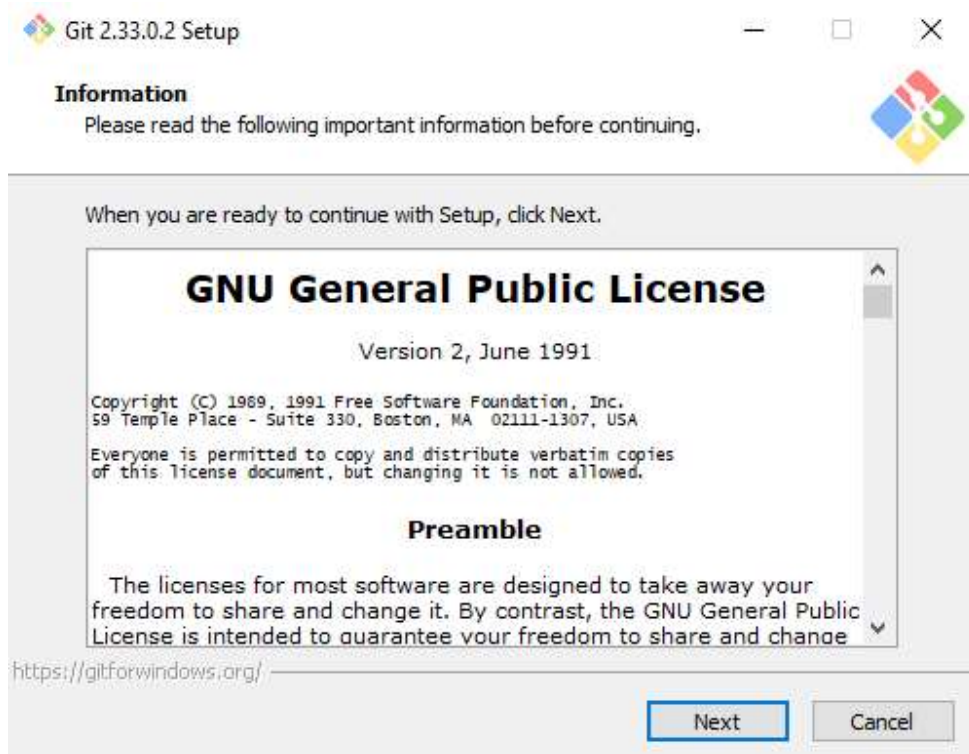 Git 2.33.0.2 Setup
Information
Please read the following important information before continuing.
When you are ready to continue with Setup, click Next.
GNU General Public License
Version 2, June 1991
Copyright (C) 1989, 1991 Free Software Foundation, Inc.
59 Temple Place - Suite 330, Boston, MA 02111-1307, USA
Everyone is permitted to copy and distribute verbatim copies
of this license document, but changing it is not allowed.
Preamble
The licenses for most software are designed to take away your
freedom to share and change it. By contrast, the GNU General Public
License is intended to guarantee your freedom to share and change
https://gitforwindows.org/
Next
Cancel